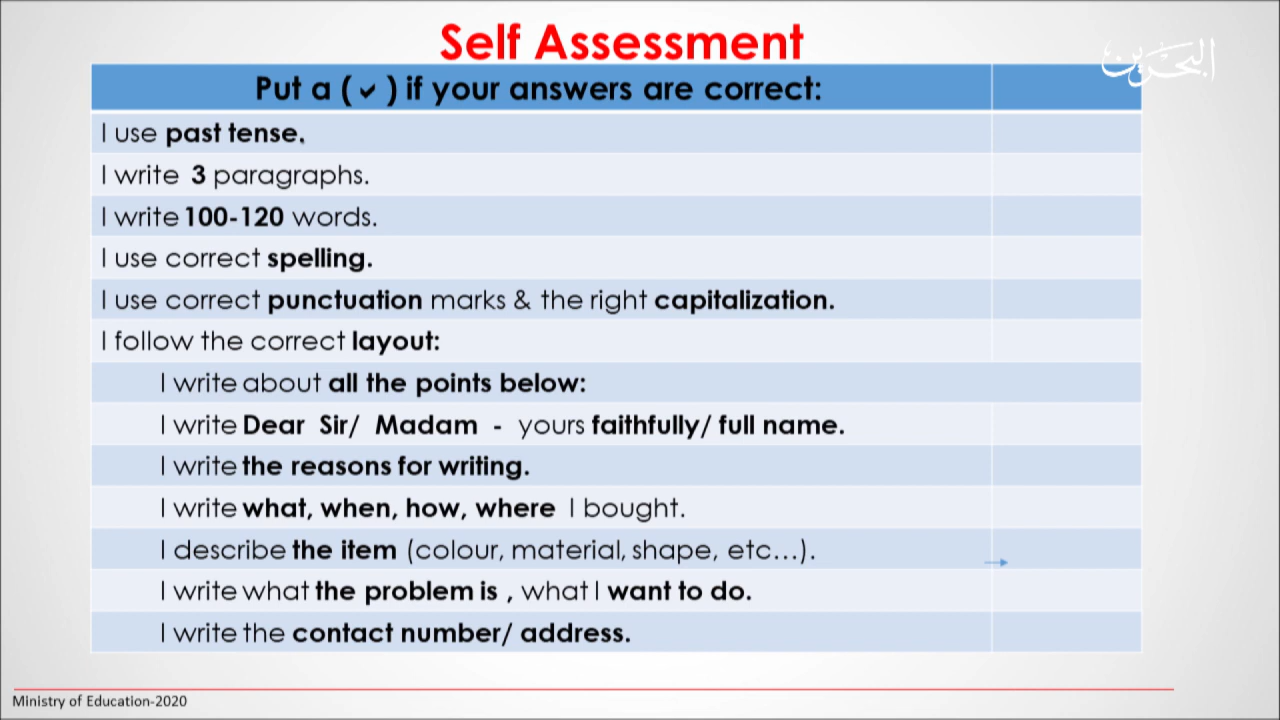 Self Assessment
البحرين
Put a ( ✓ ) if your answers are correct:
I use past tense.
I write 3 paragraphs.
I write 100-120 words.
I use correct spelling.
I use correct punctuation marks & the right capitalization.
I follow the correct layout:
I write about all the points below:
I write Dear Sir/ Madam - yours faithfully/ full name.
I write the reasons for writing.
I write what, when, how, where I bought.
I describe the item (colour, material, shape, etc...).
I write what the problem is , what I want to do.
I write the contact number/ address.
Ministry of Education-2020